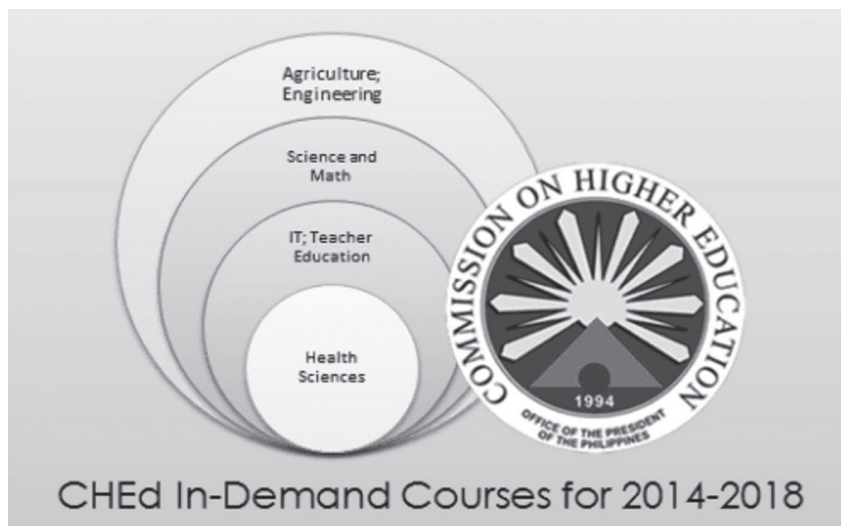 Agriculture;
Engineering
Science and
Math
IT; Teacher
Education
Health
Sciences
COMMISSION ON HIGHER EDUCATION
1994
OFFICE OF THE PRESIDENT
OF THE PHILIPPINES
CHEd In-Demand Courses for 2014-2018